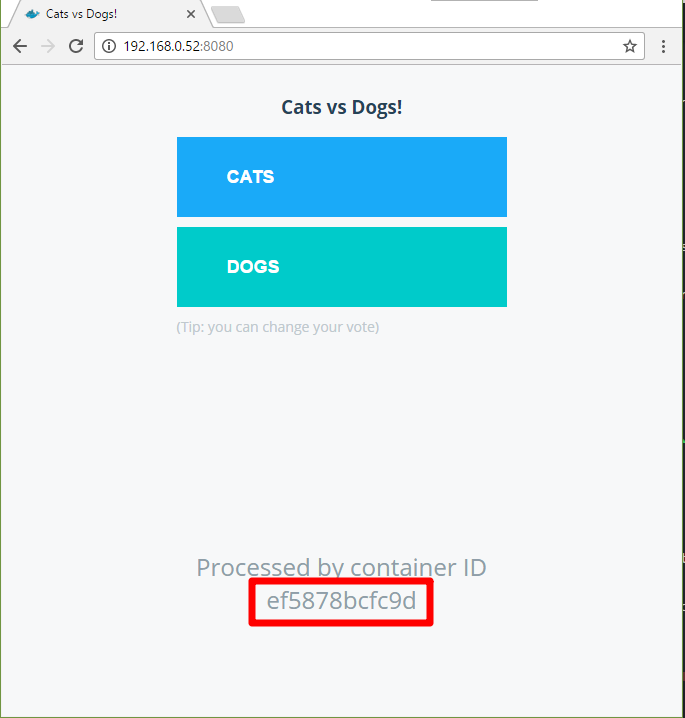 Cats vs Dogs!
192.168.0.52:8080
Cats vs Dogs!
CATS
DOGS
(Tip: you can change your vote)
Processed by container ID
ef5878bcfc9d